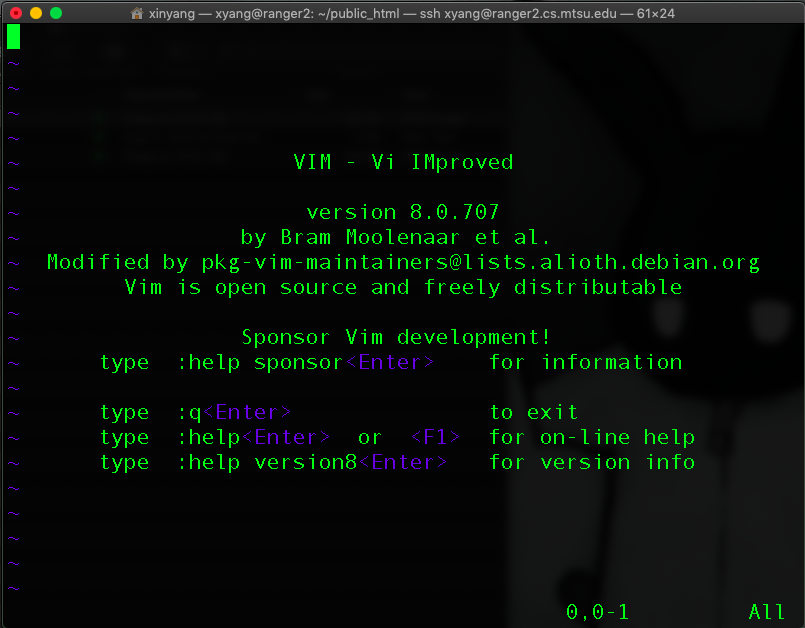 xinyang — xyang@ranger2: ~/public_html — ssh xyang@ranger2.cs.mtsu.edu — 61×24
~
~
~
~
~ VIM - Vi IMproved
~
~ version 8.0.707
~ by Bram Moolenaar et al.
~ Modified by pkg-vim-maintainers@lists.alioth.debian.org
~ Vim is open source and freely distributable
~
~ Sponsor Vim development!
~ type :help sponsor<Enter> for information
~
~ type :q<Enter> to exit
~ type :help<Enter> or <F1> for on-line help
~ type :help version8<Enter> for version info
~
~
~
~
~
0,0-1 All